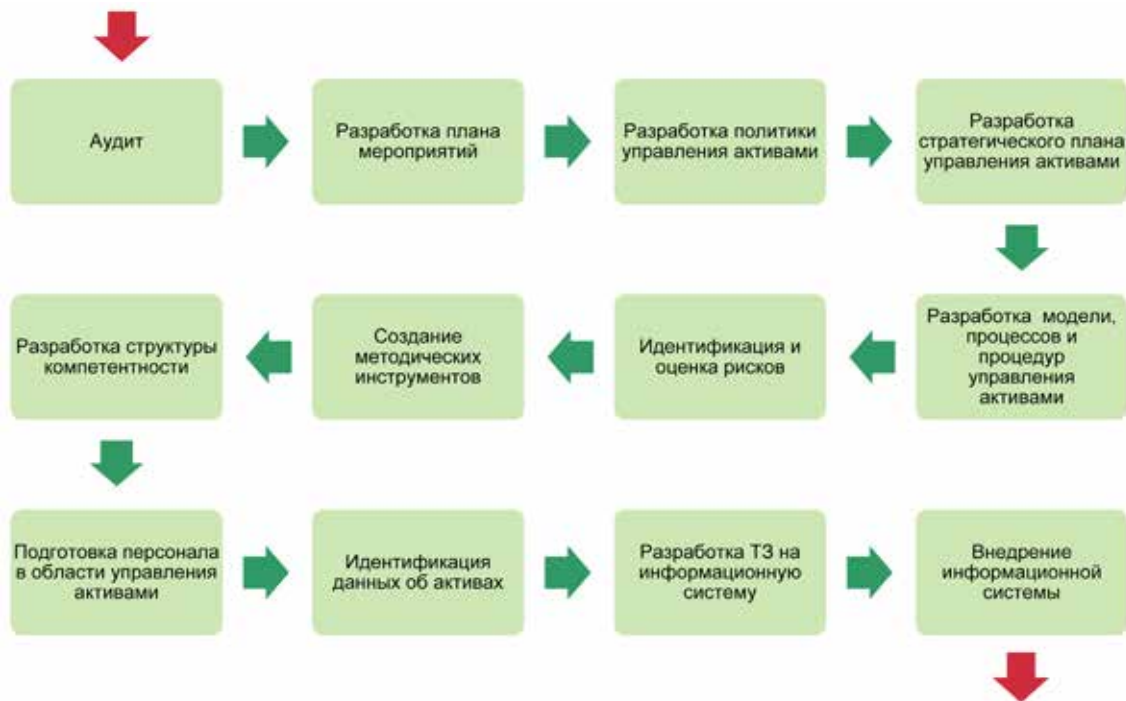 Аудит
Разработка плана
мероприятий
Разработка политики
управления активами
Разработка
стратегического плана
управления активами
Разработка модели,
процессов и
процедур
управления
активами
Идентификация и
оценка рисков
Создание
методических
инструментов
Разработка структуры
компетентности
Подготовка персонала
в области управления
активами
Идентификация
данных об активах
Разработка ТЗ на
информационную
систему
Внедрение
информационной
системы